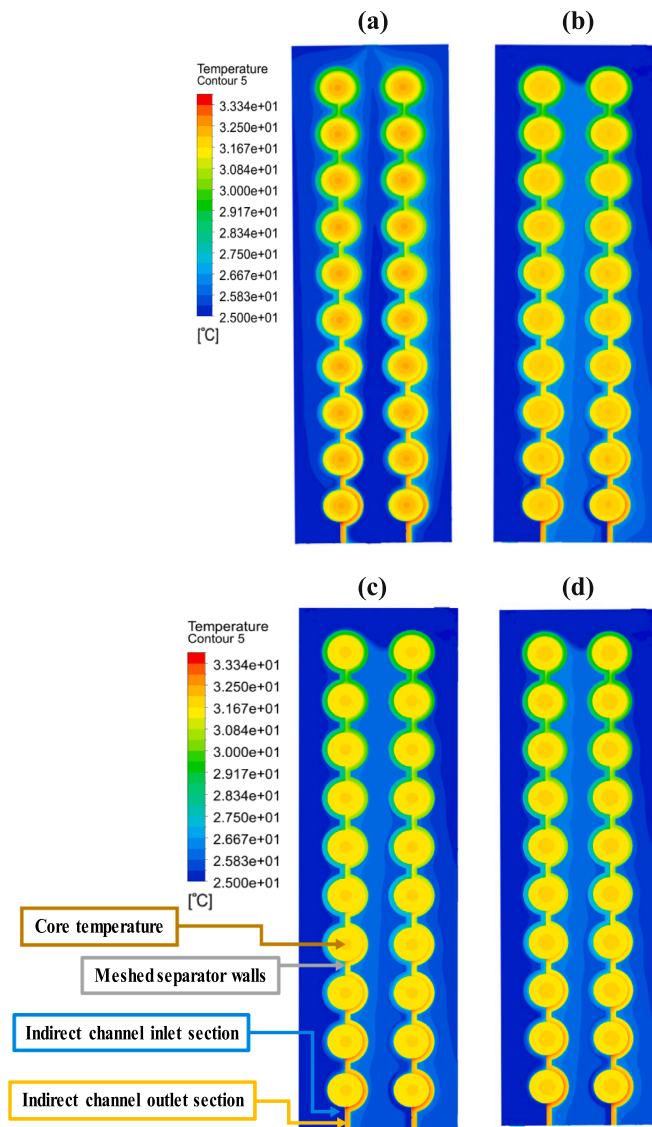 (a)
(b)
Temperature
Contour 5
3.334e+01
3.250e+01
3.167e+01
3.084e+01
3.000e+01
2.917e+01
2.834e+01
2.750e+01
2.667e+01
2.583e+01
2.500e+01
[°C]
(c)
(d)
Temperature
Contour 5
3.334e+01
3.250e+01
3.167e+01
3.084e+01
3.000e+01
2.917e+01
2.834e+01
2.750e+01
2.667e+01
2.583e+01
2.500e+01
[°C]
Core temperature
Meshed separator walls
Indirect channel inlet section
Indirect channel outlet section